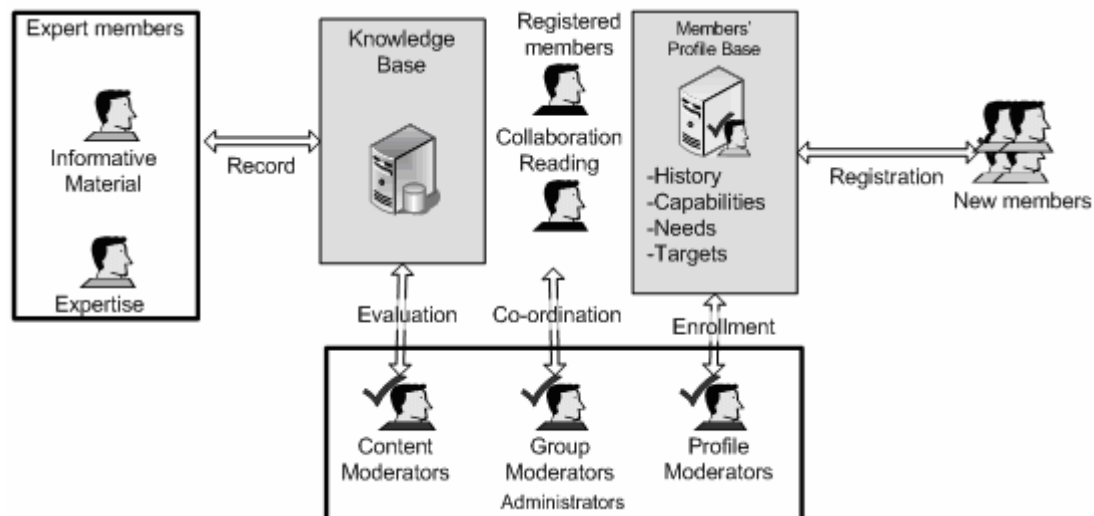 Expert members
Informative
Material
Expertise
Record
Knowledge
Base
Registered
members
Collaboration
Reading
Members'
Profile Base
-History
-Capabilities
-Needs
-Targets
Registration
New members
Evaluation
Co-ordination
Enrollment
Content
Moderators
Group
Moderators
Profile
Moderators
Administrators